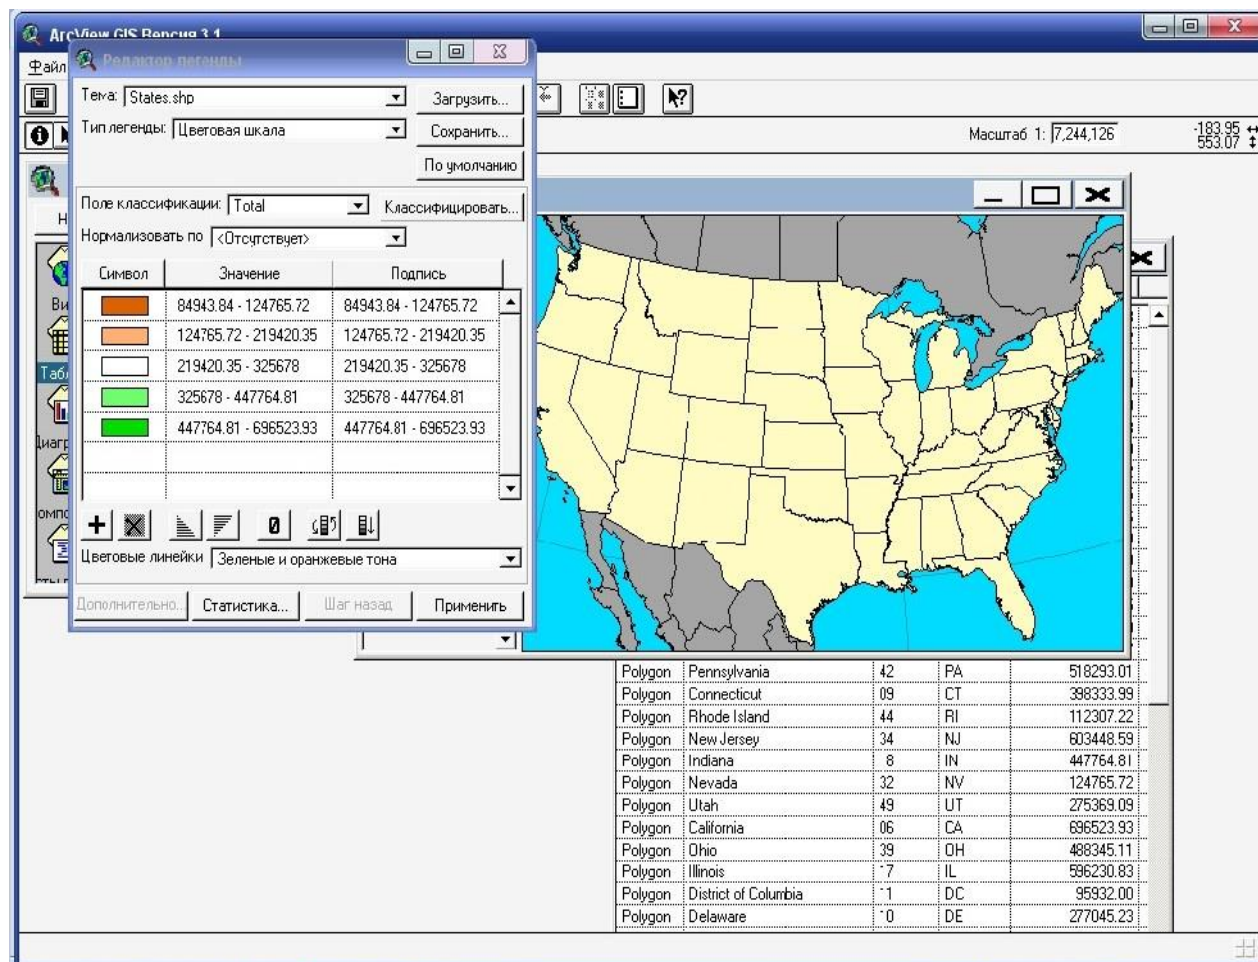 ArcView GIS Версия 3.1
Редактор легенды
Файл
Тема: States.shp
Загрузить...
Тип легенды: Цветовая шкала
Сохранить...
По умолчанию
Масштаб 1: 7,244,126
-183.95
553.07
Поле классификации: Total
Классифицировать...
Нормализовать по <Отсутствует>
Символ Значение Подпись
84943.84 - 124765.72 84943.84 - 124765.72
124765.72 - 219420.35 124765.72 - 219420.35
219420.35 - 325678 219420.35 - 325678
325678 - 447764.81 325678 - 447764.81
447764.81 - 696523.93 447764.81 - 696523.93
Цветовые линейки Зеленые и оранжевые тона
Дополнительно... Статистика... Шаг назад Применить
Polygon Pennsylvania 42 PA 518293.01
Polygon Connecticut 09 CT 398333.99
Polygon Rhode Island 44 RI 112307.22
Polygon New Jersey 34 NJ 603448.59
Polygon Indiana 8 IN 447764.81
Polygon Nevada 32 NV 124765.72
Polygon Utah 49 UT 275369.09
Polygon California 06 CA 696523.93
Polygon Ohio 39 OH 488345.11
Polygon Illinois 7 IL 596230.83
Polygon District of Columbia 1 DC 95932.00
Polygon Delaware 0 DE 277045.23